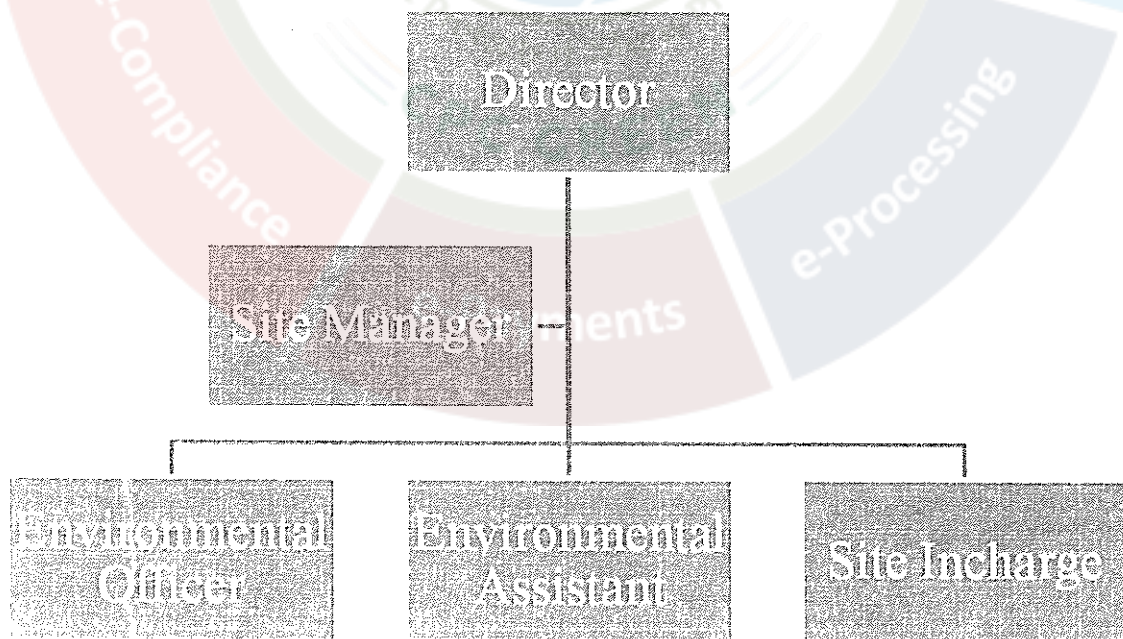 Director
e-Compliance
e-Processing
Site Manager
ments
Environmental
Officer
Environmental
Assistant
Site Incharge